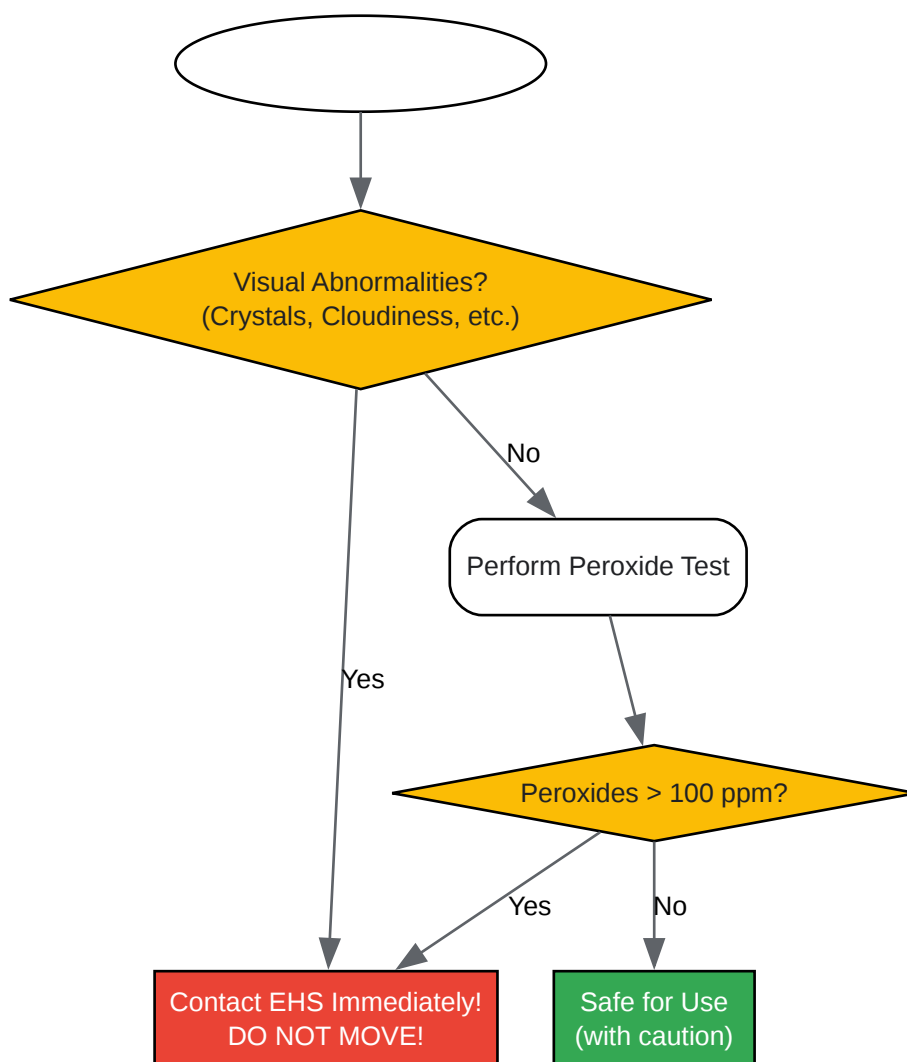 Visual Abnormalities?
(Crystals, Cloudiness, etc.)
No
Perform Peroxide Test
Yes
Peroxides > 100 ppm?
Yes
No
Contact EHS Immediately!
DO NOT MOVE!
Safe for Use
(with caution)